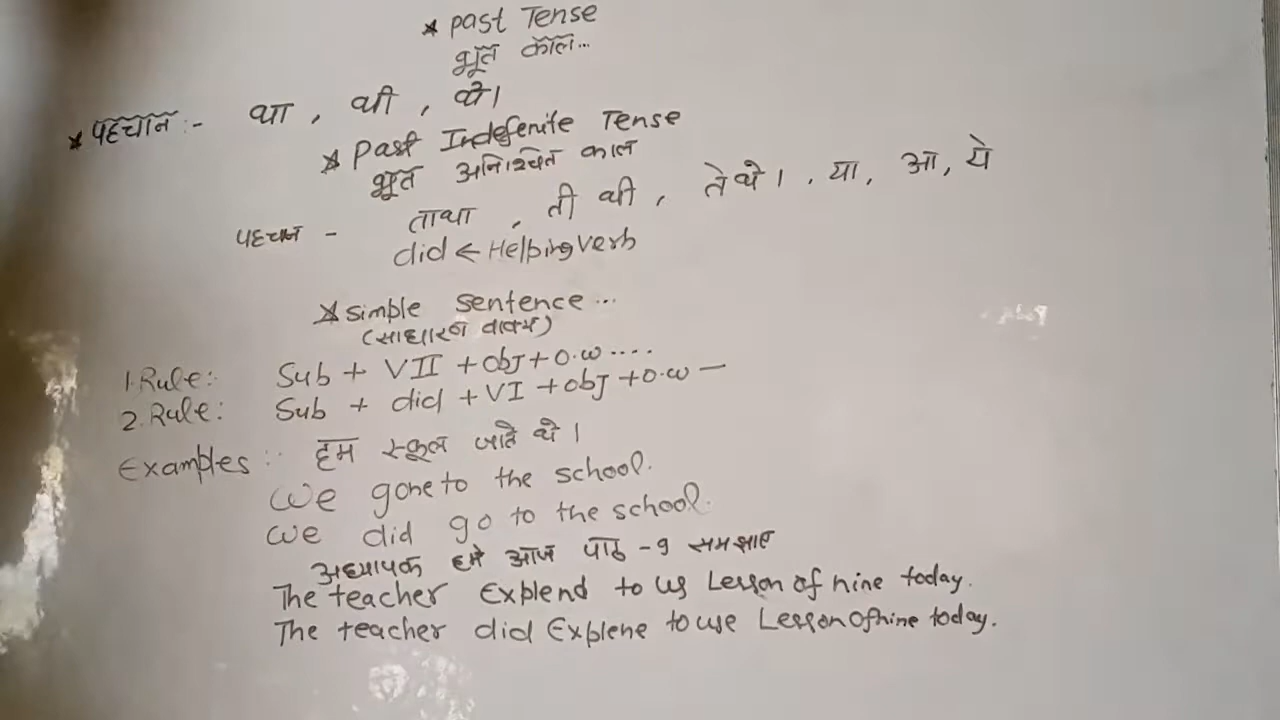 * Past Tense
भूत काल...
* पहचान :- था , थी , थे।
* Past Indefenite Tense
भूत अनिश्चित काल
पहचान - ताथा , ती थी , ते थे। , या, आ, ये
did ← Helping verb
* simple sentence...
(साधारण वाक्य)
1. Rule: Sub + VII + obj + o.w ....
2. Rule: Sub + did + VI + obj + o.w —
Examples :- हम स्कूल जाते थे।
We gone to the school.
We did go to the school.
अध्यापक हमे आज पाठ - 9 समझाए
The teacher Explend to us Lesson of nine today.
The teacher did Explene to use Lesson of nine today.